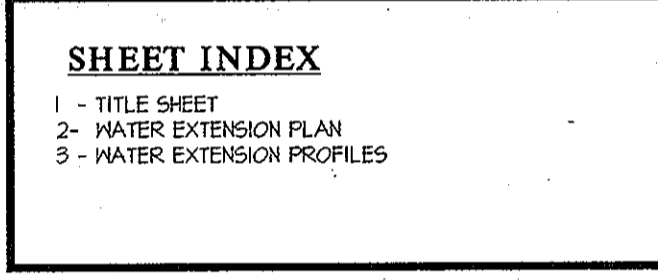 SHEET INDEX
1 - TITLE SHEET
2- WATER EXTENSION PLAN
3 - WATER EXTENSION PROFILES